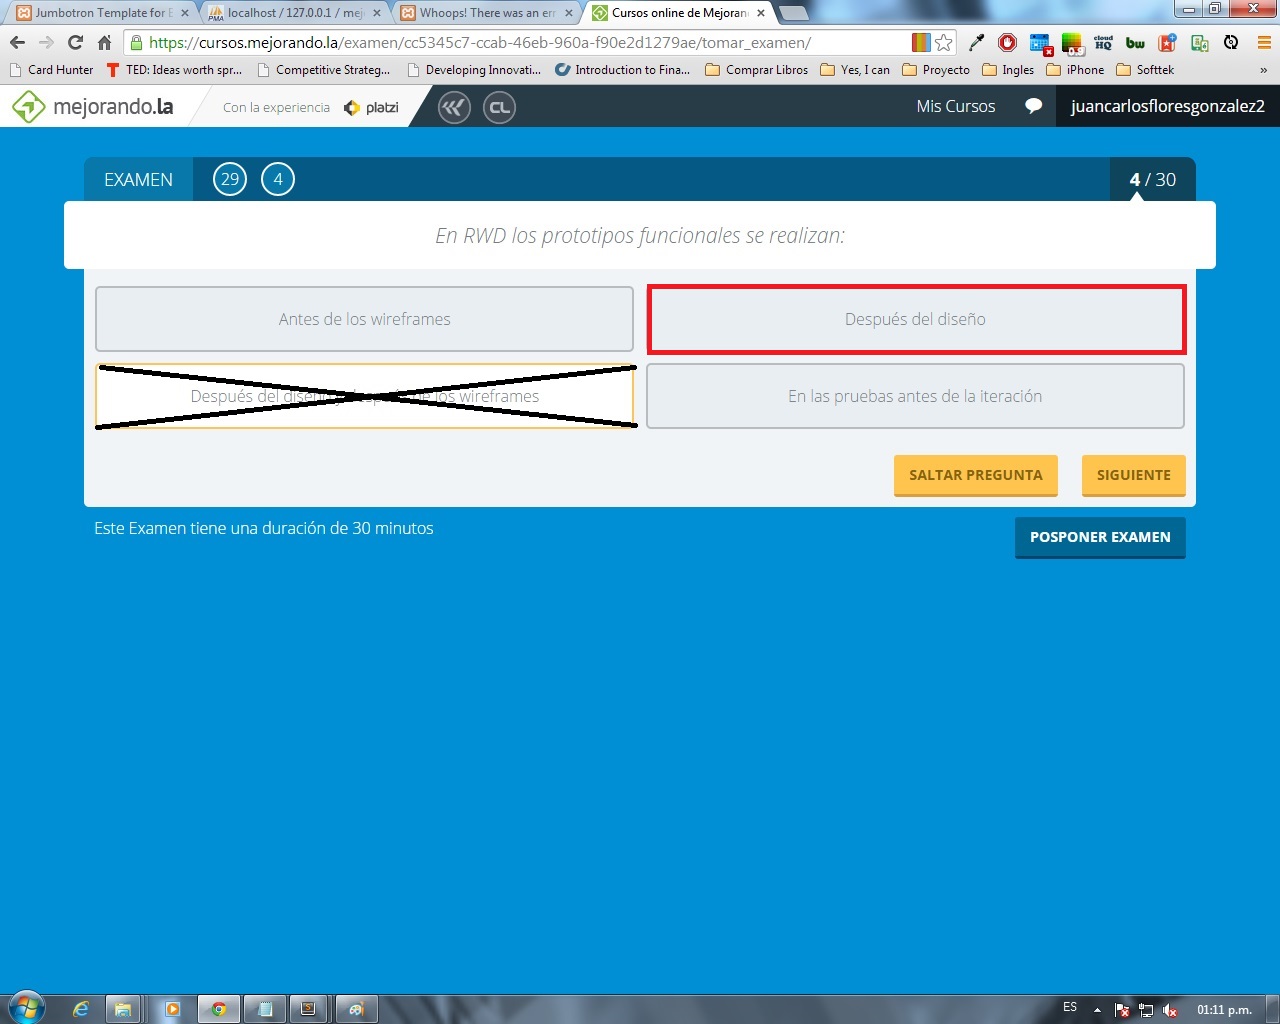 Jumbotron Template for B
localhost / 127.0.0.1 / mej
Whoops! There was an err
Cursos online de Mejoran
https://cursos.mejorando.la/examen/cc5345c7-ccab-46eb-960a-f90e2d1279ae/tomar_examen/
cloud HQ
bw
Card Hunter
TED: Ideas worth spr...
Competitive Strateg...
Developing Innovati...
Introduction to Fina...
Comprar Libros
Yes, I can
Proyecto
Ingles
iPhone
Softtek
»
mejorando.la
Con la experiencia
platzi
CL
Mis Cursos
juancarlosfloresgonzalez2
EXAMEN
29
4
4 / 30
En RWD los prototipos funcionales se realizan:
Antes de los wireframes
Después del diseño
Después del diseño y después de los wireframes
En las pruebas antes de la iteración
SALTAR PREGUNTA
SIGUIENTE
Este Examen tiene una duración de 30 minutos
POSPONER EXAMEN
ES
01:11 p.m.